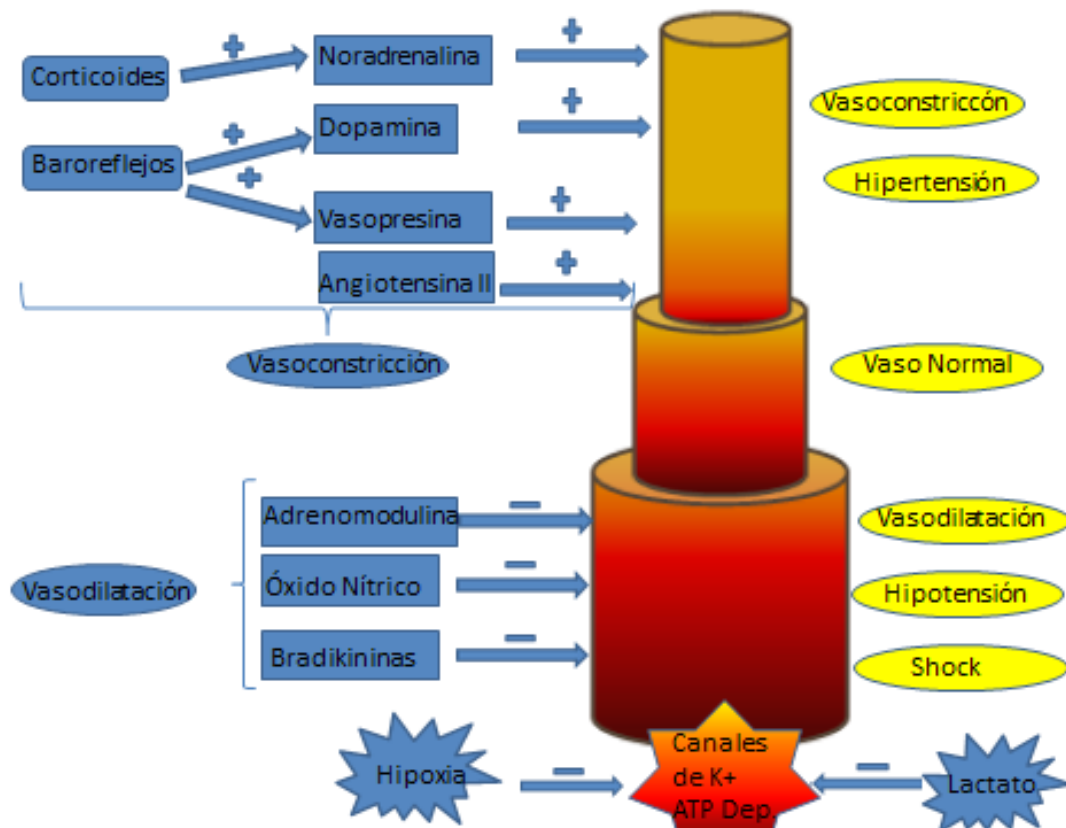 Corticoides
+
Noradrenalina
+
Vasoconstriccón
Dopamina
+
Baroreflejos
+
+
Hipertensión
Vasopresina
+
Angiotensina II
+
Vasoconstricción
Vaso Normal
Adrenomodulina
−
Vasodilatación
Vasodilatación
Óxido Nítrico
−
Hipotensión
Bradikininas
−
Shock
Hipoxia
−
Canales
de K+
ATP Dep.
−
Lactato